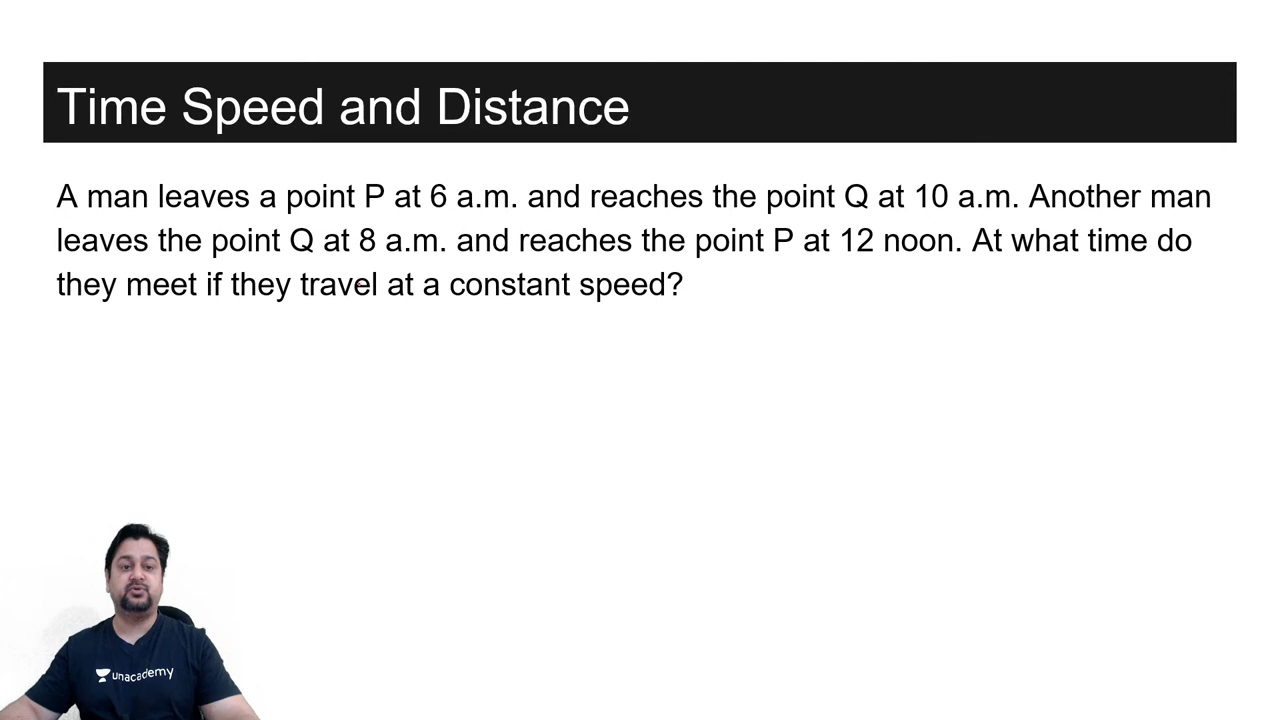 Time Speed and Distance
A man leaves a point P at 6 a.m. and reaches the point Q at 10 a.m. Another man
leaves the point Q at 8 a.m. and reaches the point P at 12 noon. At what time do
they meet if they travel at a constant speed?
unacademy